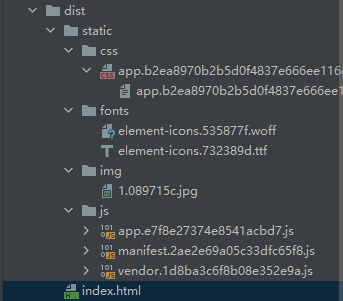 dist
static
css
app.b2ea8970b2b5d0f4837e666ee116
app.b2ea8970b2b5d0f4837e666ee1
fonts
element-icons.535877f.woff
element-icons.732389d.ttf
img
1.089715c.jpg
js
app.e7f8e27374e8541acbd7.js
manifest.2ae2e69a05c33dfc65f8.js
vendor.1d8ba3c6f8b08e352e9a.js
index.html